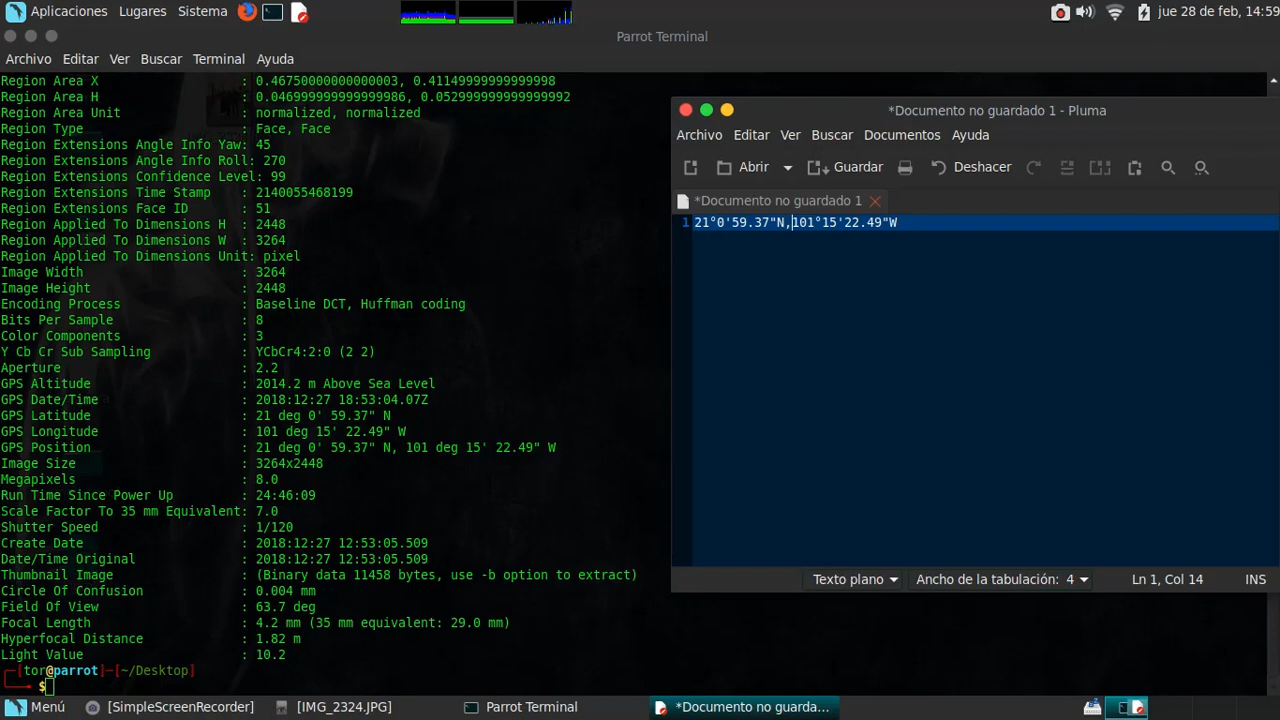 Aplicaciones Lugares Sistema jue 28 de feb, 14:59
Parrot Terminal
Archivo Editar Ver Buscar Terminal Ayuda
Region Area X : 0.46750000000000003, 0.41149999999999998
Region Area H : 0.046999999999999986, 0.052999999999999992
Region Area Unit : normalized, normalized
Region Type : Face, Face
Region Extensions Angle Info Yaw: 45
Region Extensions Angle Info Roll: 270
Region Extensions Confidence Level: 99
Region Extensions Time Stamp : 2140055468199
Region Extensions Face ID : 51
Region Applied To Dimensions H : 2448
Region Applied To Dimensions W : 3264
Region Applied To Dimensions Unit: pixel
Image Width : 3264
Image Height : 2448
Encoding Process : Baseline DCT, Huffman coding
Bits Per Sample : 8
Color Components : 3
Y Cb Cr Sub Sampling : YCbCr4:2:0 (2 2)
Aperture : 2.2
GPS Altitude : 2014.2 m Above Sea Level
GPS Date/Time : 2018:12:27 18:53:04.07Z
GPS Latitude : 21 deg 0' 59.37" N
GPS Longitude : 101 deg 15' 22.49" W
GPS Position : 21 deg 0' 59.37" N, 101 deg 15' 22.49" W
Image Size : 3264x2448
Megapixels : 8.0
Run Time Since Power Up : 24:46:09
Scale Factor To 35 mm Equivalent: 7.0
Shutter Speed : 1/120
Create Date : 2018:12:27 12:53:05.509
Date/Time Original : 2018:12:27 12:53:05.509
Thumbnail Image : (Binary data 11458 bytes, use -b option to extract)
Circle Of Confusion : 0.004 mm
Field Of View : 63.7 deg
Focal Length : 4.2 mm (35 mm equivalent: 29.0 mm)
Hyperfocal Distance : 1.82 m
Light Value : 10.2
[tor@parrot]-[~/Desktop]
$
*Documento no guardado 1 - Pluma
Archivo Editar Ver Buscar Documentos Ayuda
Abrir Guardar Deshacer
*Documento no guardado 1
1 21°0'59.37"N,101°15'22.49"W
Texto plano Ancho de la tabulación: 4 Ln 1, Col 14 INS
Menú [SimpleScreenRecorder] [IMG_2324.JPG] Parrot Terminal *Documento no guarda...